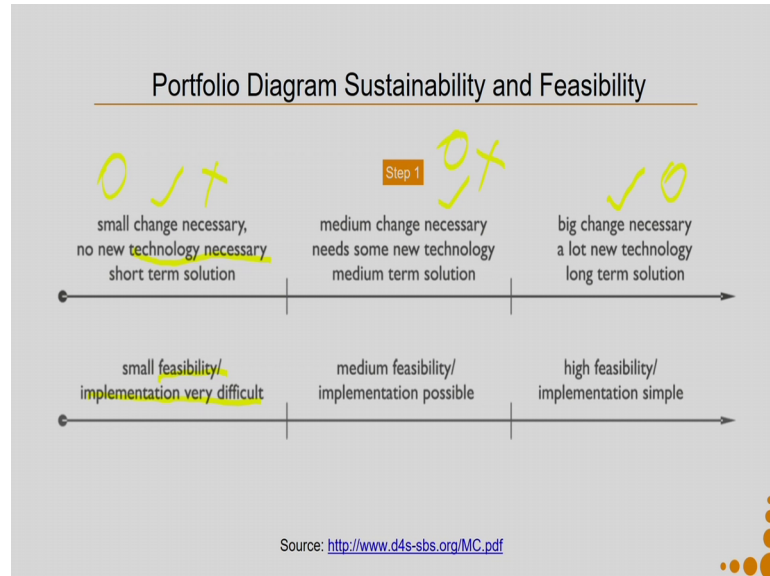 Portfolio Diagram Sustainability and Feasibility
Step 1
small change necessary,
no new technology necessary
short term solution
medium change necessary
needs some new technology
medium term solution
big change necessary
a lot new technology
long term solution
small feasibility/
implementation very difficult
medium feasibility/
implementation possible
high feasibility/
implementation simple
Source: http://www.d4s-sbs.org/MC.pdf